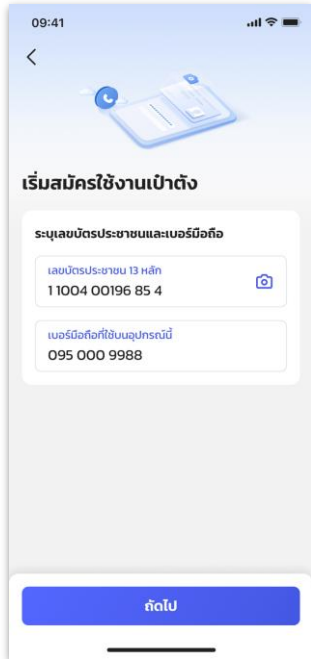 09:41
เริ่มสมัครใช้งานเป๋าตัง
ระบุเลขบัตรประชาชนและเบอร์มือถือ
เลขบัตรประชาชน 13 หลัก
1 1004 00196 85 4
เบอร์มือถือที่ใช้บนอุปกรณ์นี้
095 000 9988
ถัดไป